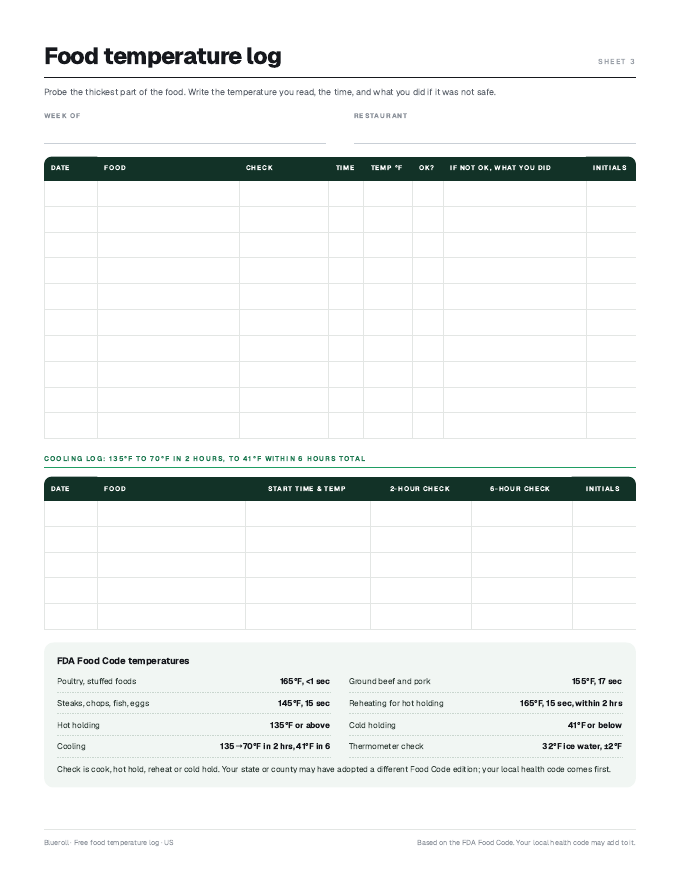 Food temperature log
SHEET 3
Probe the thickest part of the food. Write the temperature you read, the time, and what you did if it was not safe.
WEEK OF
RESTAURANT
DATE FOOD CHECK TIME TEMP °F OK? IF NOT OK, WHAT YOU DID INITIALS
COOLING LOG: 135°F TO 70°F IN 2 HOURS, TO 41°F WITHIN 6 HOURS TOTAL
DATE FOOD START TIME & TEMP 2-HOUR CHECK 6-HOUR CHECK INITIALS
FDA Food Code temperatures
Poultry, stuffed foods 165°F, <1 sec
Ground beef and pork 155°F, 17 sec
Steaks, chops, fish, eggs 145°F, 15 sec
Reheating for hot holding 165°F, 15 sec, within 2 hrs
Hot holding 135°F or above
Cold holding 41°F or below
Cooling 135→70°F in 2 hrs, 41°F in 6
Thermometer check 32°F ice water, ±2°F
Check is cook, hot hold, reheat or cold hold. Your state or county may have adopted a different Food Code edition; your local health code comes first.
Blueroll · Free food temperature log · US
Based on the FDA Food Code. Your local health code may add to it.